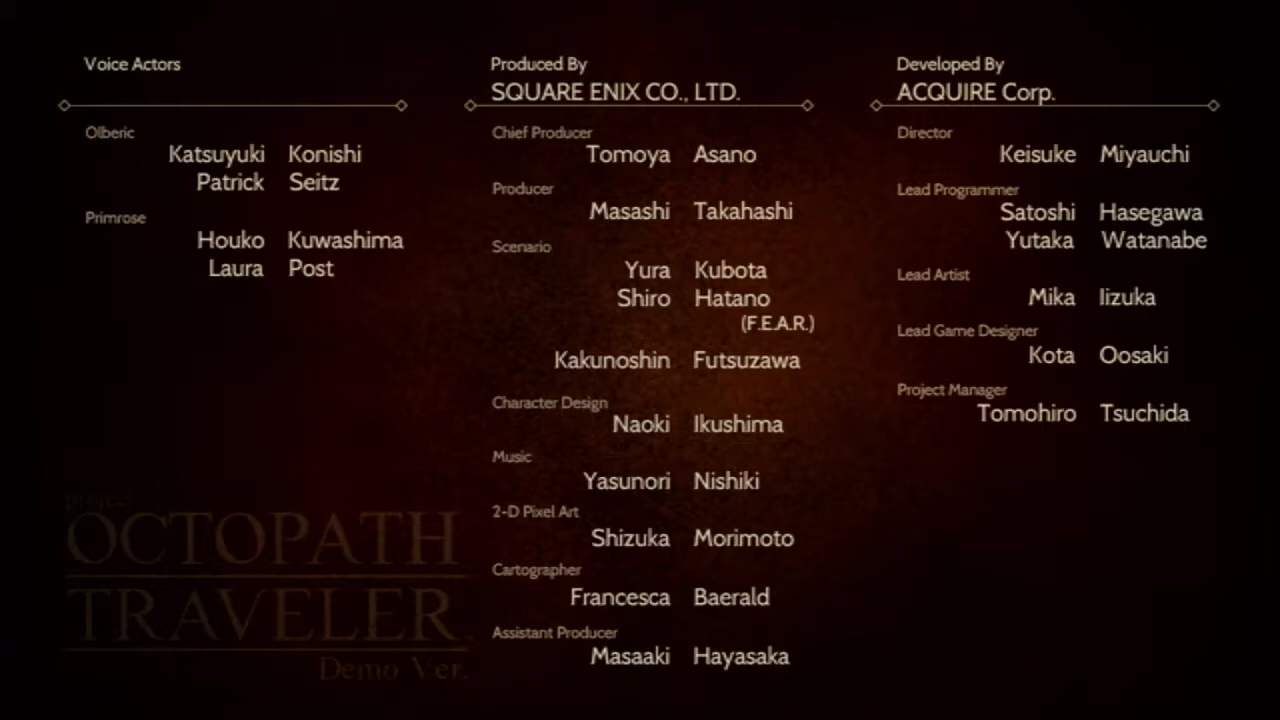 Voice Actors
Olberic
Katsuyuki Konishi
Patrick Seitz
Primrose
Houko Kuwashima
Laura Post
Produced By
SQUARE ENIX CO., LTD.
Chief Producer
Tomoya Asano
Producer
Masashi Takahashi
Scenario
Yura Kubota
Shiro Hatano
(F.E.A.R.)
Kakunoshin Futsuzawa
Character Design
Naoki Ikushima
Music
Yasunori Nishiki
2-D Pixel Art
Shizuka Morimoto
Cartographer
Francesca Baerald
Assistant Producer
Masaaki Hayasaka
Developed By
ACQUIRE Corp.
Director
Keisuke Miyauchi
Lead Programmer
Satoshi Hasegawa
Yutaka Watanabe
Lead Artist
Mika Iizuka
Lead Game Designer
Kota Oosaki
Project Manager
Tomohiro Tsuchida
project
OCTOPATH
TRAVELER
Demo Ver.